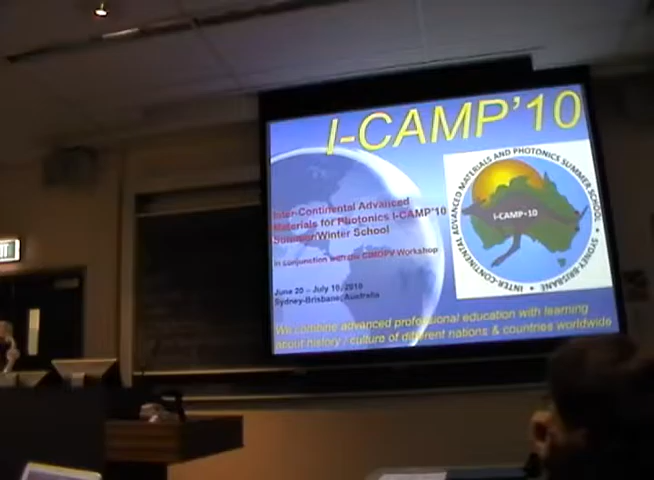 I-CAMP'10
Inter-Continental Advanced
Materials for Photonics I-CAMP'10
Summer/Winter School
in conjunction with the CIMOPV Workshop
June 20 – July 2010
Sydney-Brisbane, Australia
We combine advanced professional education with learning
about history / culture of different nations & countries worldwide
INTER-CONTINENTAL ADVANCED MATERIALS AND PHOTONICS SUMMER SCHOOL
SYDNEY-BRISBANE
I-CAMP-10